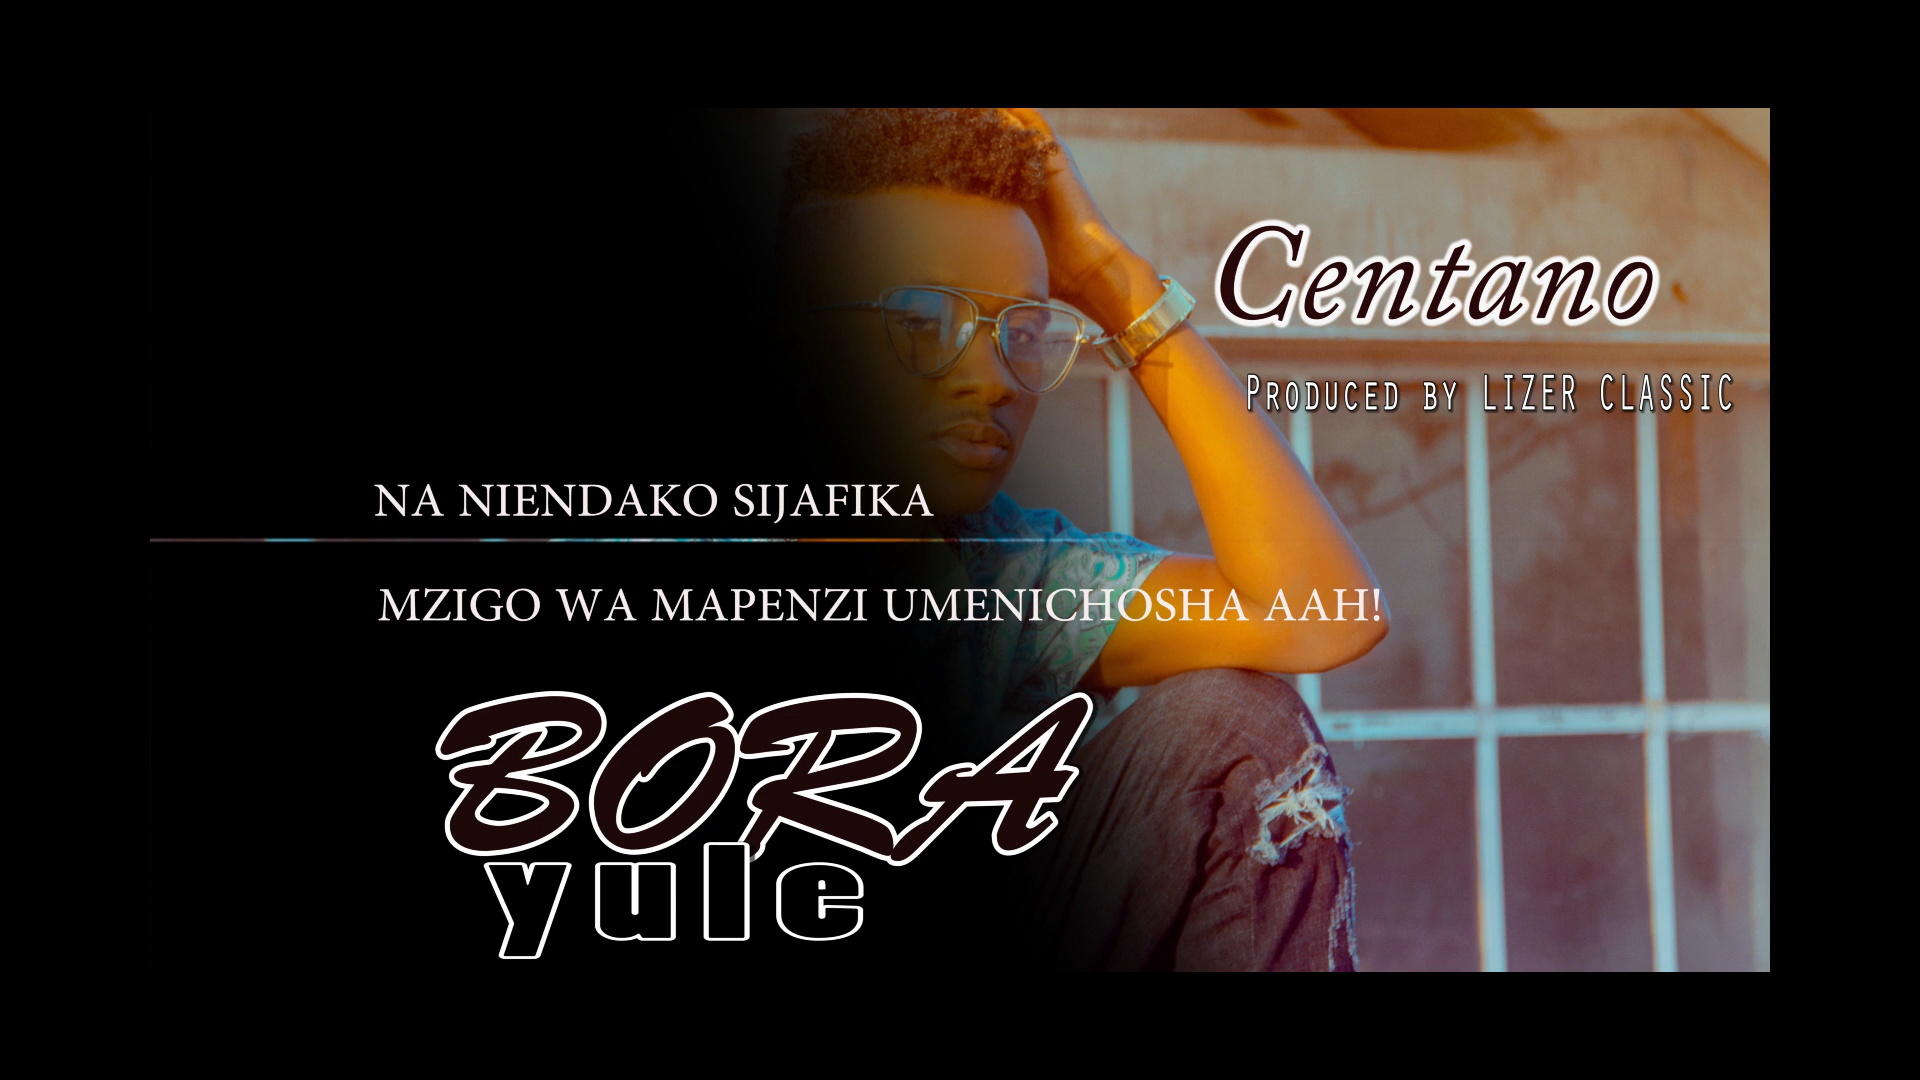 Centano
PRODUCED BY LIZER CLASSIC
NA NIENDAKO SIJAFIKA
MZIGO WA MAPENZI UMENICHOSHA AAH!
BORA
yule